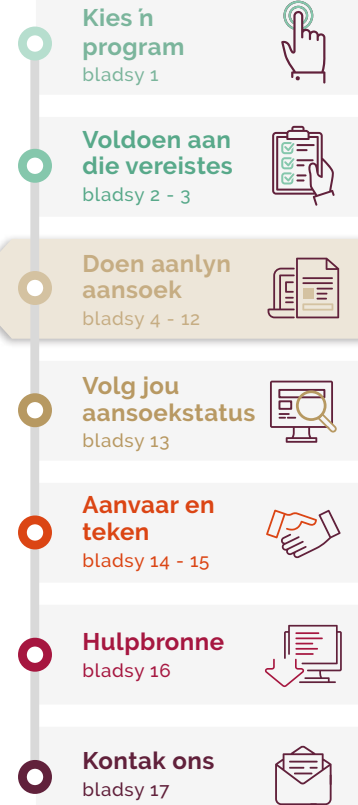 Kies 'n
program
bladsy 1
Voldoen aan
die vereistes
bladsy 2 - 3
Doen aanlyn
aansoek
bladsy 4 - 12
Volg jou
aansoekstatus
bladsy 13
Aanvaar en
teken
bladsy 14 - 15
Hulpbronne
bladsy 16
Kontak ons
bladsy 17